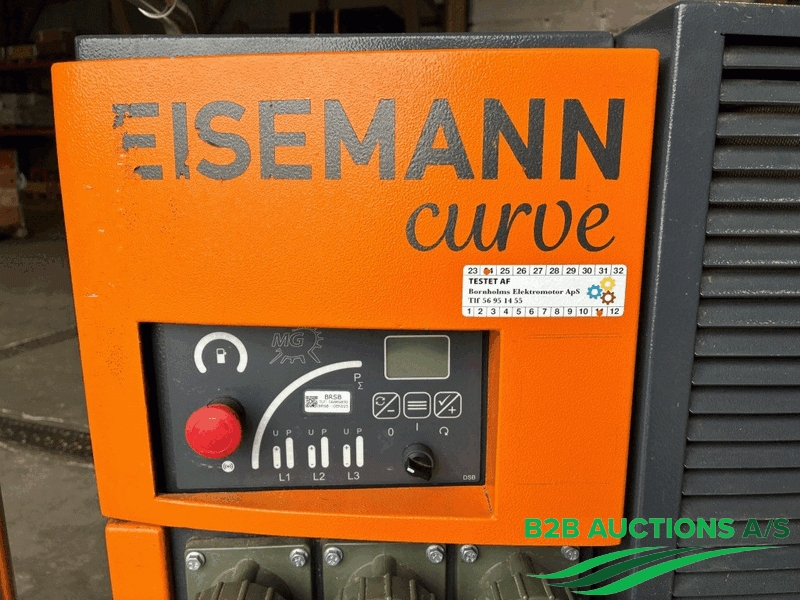 EISEMANN
curve
23 24 25 26 27 28 29 30 31 32
TESTET AF
Bornholms Elektromotor ApS
Tlf 56 95 14 55
1 2 3 4 5 6 7 8 9 10 11 12
MG
P
Σ
BRSB
U P U P U P
0 I
L1 L2 L3
DSB
B2B AUCTIONS A/S